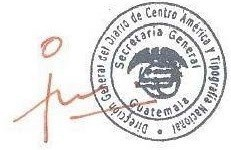 Dirección General del Diario de Centro América y Tipografía Nacional
Secretaría General
Guatemala